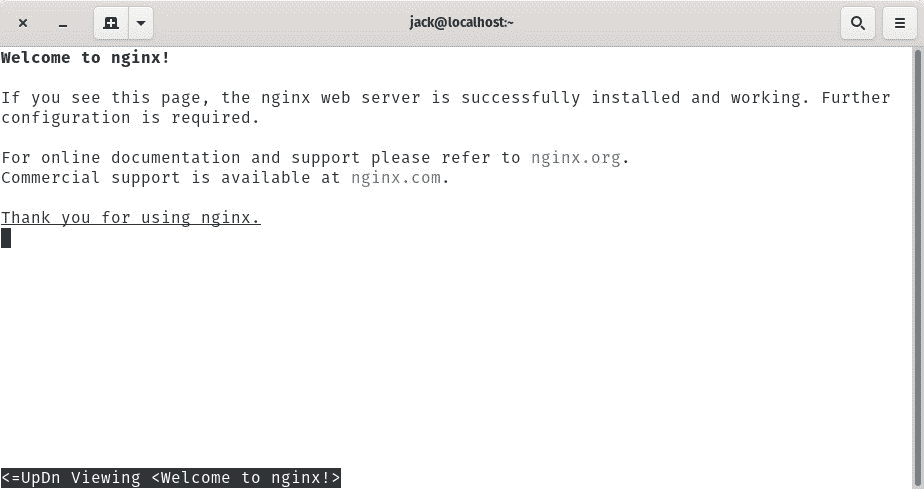 jack@localhost:~
Welcome to nginx!
If you see this page, the nginx web server is successfully installed and working. Further
configuration is required.
For online documentation and support please refer to nginx.org.
Commercial support is available at nginx.com.
Thank you for using nginx.
<=UpDn Viewing <Welcome to nginx!>